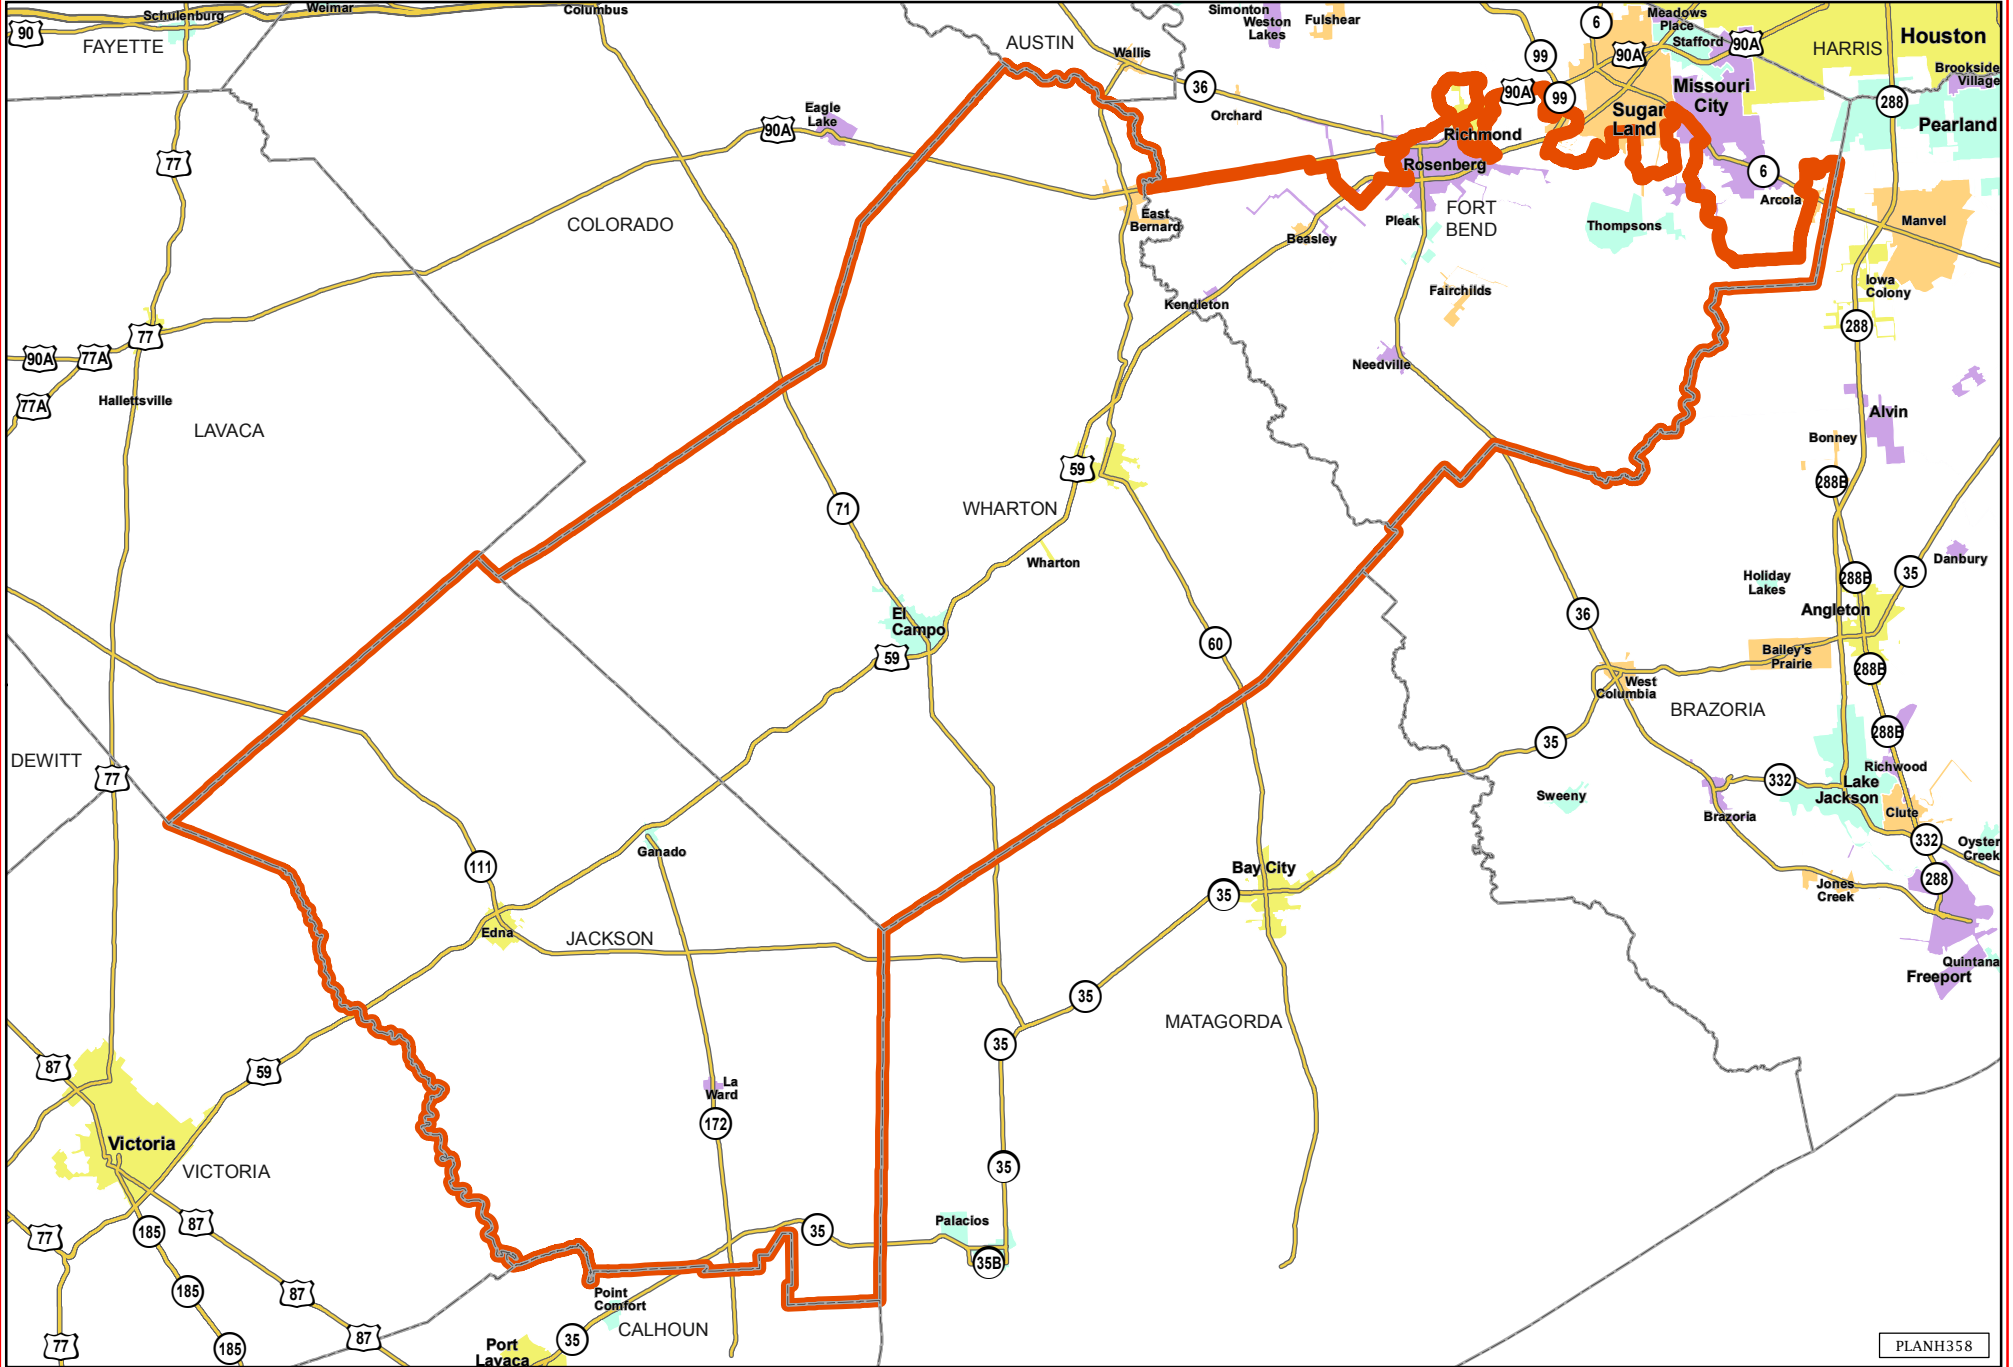 Schulenburg
Weimar
Columbus
90
FAYETTE
AUSTIN
Wallis
Simonton
Weston
Lakes
Fulshear
6
Meadows
Place
Stafford
90A
HARRIS
Houston
99
90A
Brookside
Village
36
Orchard
90A
99
Missouri
City
288
Eagle
Lake
90A
Sugar
Land
Pearland
Richmond
77
Rosenberg
6
Arcola
COLORADO
East
Bernard
Pleak
FORT
BEND
Thompsons
Manvel
Beasley
Fairchilds
Iowa
Colony
Kendleton
77
288
90A
77A
Needville
77A
Hallettsville
Alvin
LAVACA
Bonney
59
288B
71
WHARTON
Wharton
Danbury
Holiday
Lakes
288B
35
El
Campo
36
Angleton
59
60
Bailey's
Prairie
288B
West
Columbia
BRAZORIA
DEWITT
77
35
288B
Richwood
332
Lake
Jackson
Sweeny
Brazoria
Clute
332
Oyster
Creek
Ganado
111
Bay City
35
Jones
Creek
288
Edna
JACKSON
Quintana
Freeport
35
MATAGORDA
35
87
59
La
Ward
172
Victoria
VICTORIA
35
Palacios
87
185
77
35
35B
185
87
Point
Comfort
CALHOUN
35
87
77
185
Port
Lavaca
PLANH358